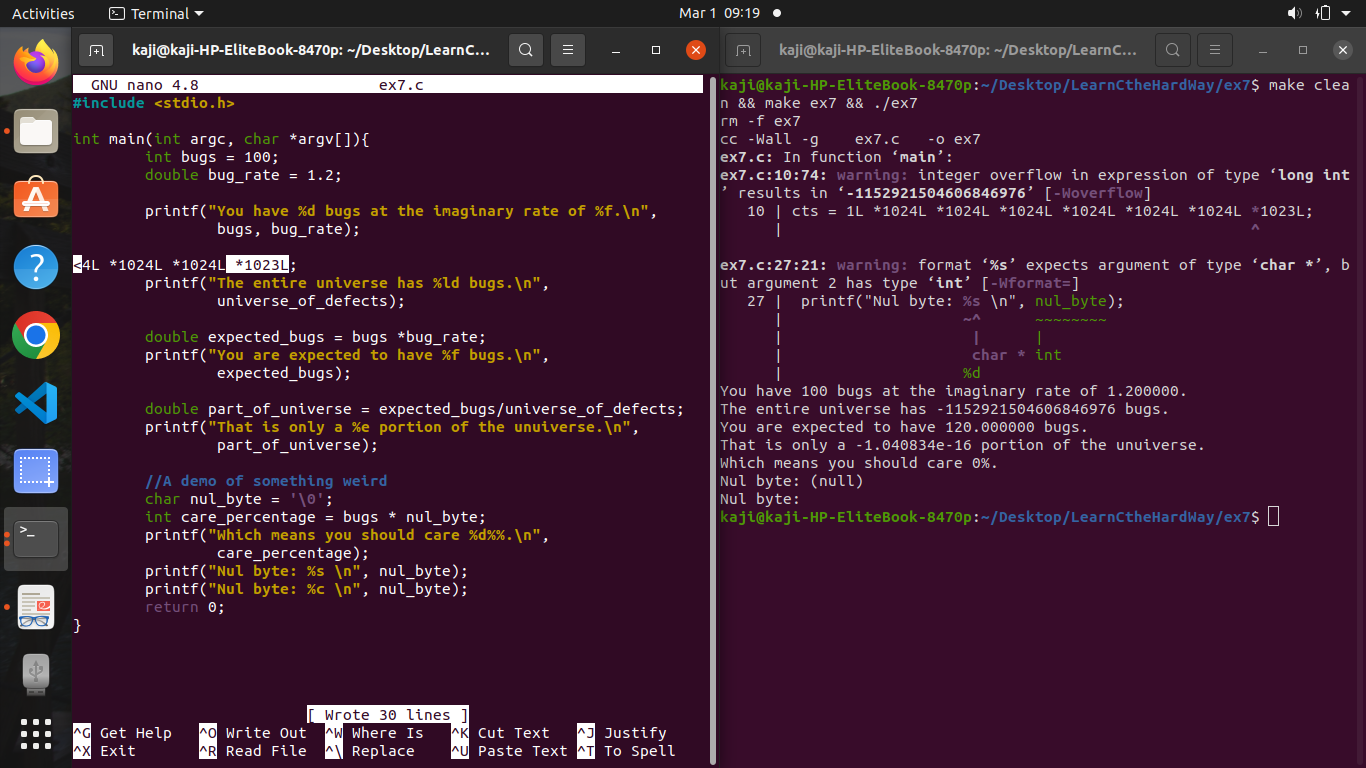 Activities
Terminal
Mar 1 09:19
kaji@kaji-HP-EliteBook-8470p: ~/Desktop/LearnC...
GNU nano 4.8 ex7.c
#include <stdio.h>
int main(int argc, char *argv[]){
int bugs = 100;
double bug_rate = 1.2;
printf("You have %d bugs at the imaginary rate of %f.\n",
bugs, bug_rate);
<4L *1024L *1024L *1023L;
printf("The entire universe has %ld bugs.\n",
universe_of_defects);
double expected_bugs = bugs *bug_rate;
printf("You are expected to have %f bugs.\n",
expected_bugs);
double part_of_universe = expected_bugs/universe_of_defects;
printf("That is only a %e portion of the unuiverse.\n",
part_of_universe);
//A demo of something weird
char nul_byte = '\0';
int care_percentage = bugs * nul_byte;
printf("Which means you should care %d%%.\n",
care_percentage);
printf("Nul byte: %s \n", nul_byte);
printf("Nul byte: %c \n", nul_byte);
return 0;
}
[ Wrote 30 lines ]
^G Get Help ^O Write Out ^W Where Is ^K Cut Text ^J Justify
^X Exit ^R Read File ^\ Replace ^U Paste Text ^T To Spell
kaji@kaji-HP-EliteBook-8470p: ~/Desktop/LearnC...
kaji@kaji-HP-EliteBook-8470p:~/Desktop/LearnCtheHardWay/ex7$ make clea
n && make ex7 && ./ex7
rm -f ex7
cc -Wall -g ex7.c -o ex7
ex7.c: In function ‘main’:
ex7.c:10:74: warning: integer overflow in expression of type ‘long int
’ results in ‘-1152921504606846976’ [-Woverflow]
10 | cts = 1L *1024L *1024L *1024L *1024L *1024L *1024L *1023L;
| ^
ex7.c:27:21: warning: format ‘%s’ expects argument of type ‘char *’, b
ut argument 2 has type ‘int’ [-Wformat=]
27 | printf("Nul byte: %s \n", nul_byte);
| ~^ ~~~~~~~~
| | |
| char * int
| %d
You have 100 bugs at the imaginary rate of 1.200000.
The entire universe has -1152921504606846976 bugs.
You are expected to have 120.000000 bugs.
That is only a -1.040834e-16 portion of the unuiverse.
Which means you should care 0%.
Nul byte: (null)
Nul byte:
kaji@kaji-HP-EliteBook-8470p:~/Desktop/LearnCtheHardWay/ex7$